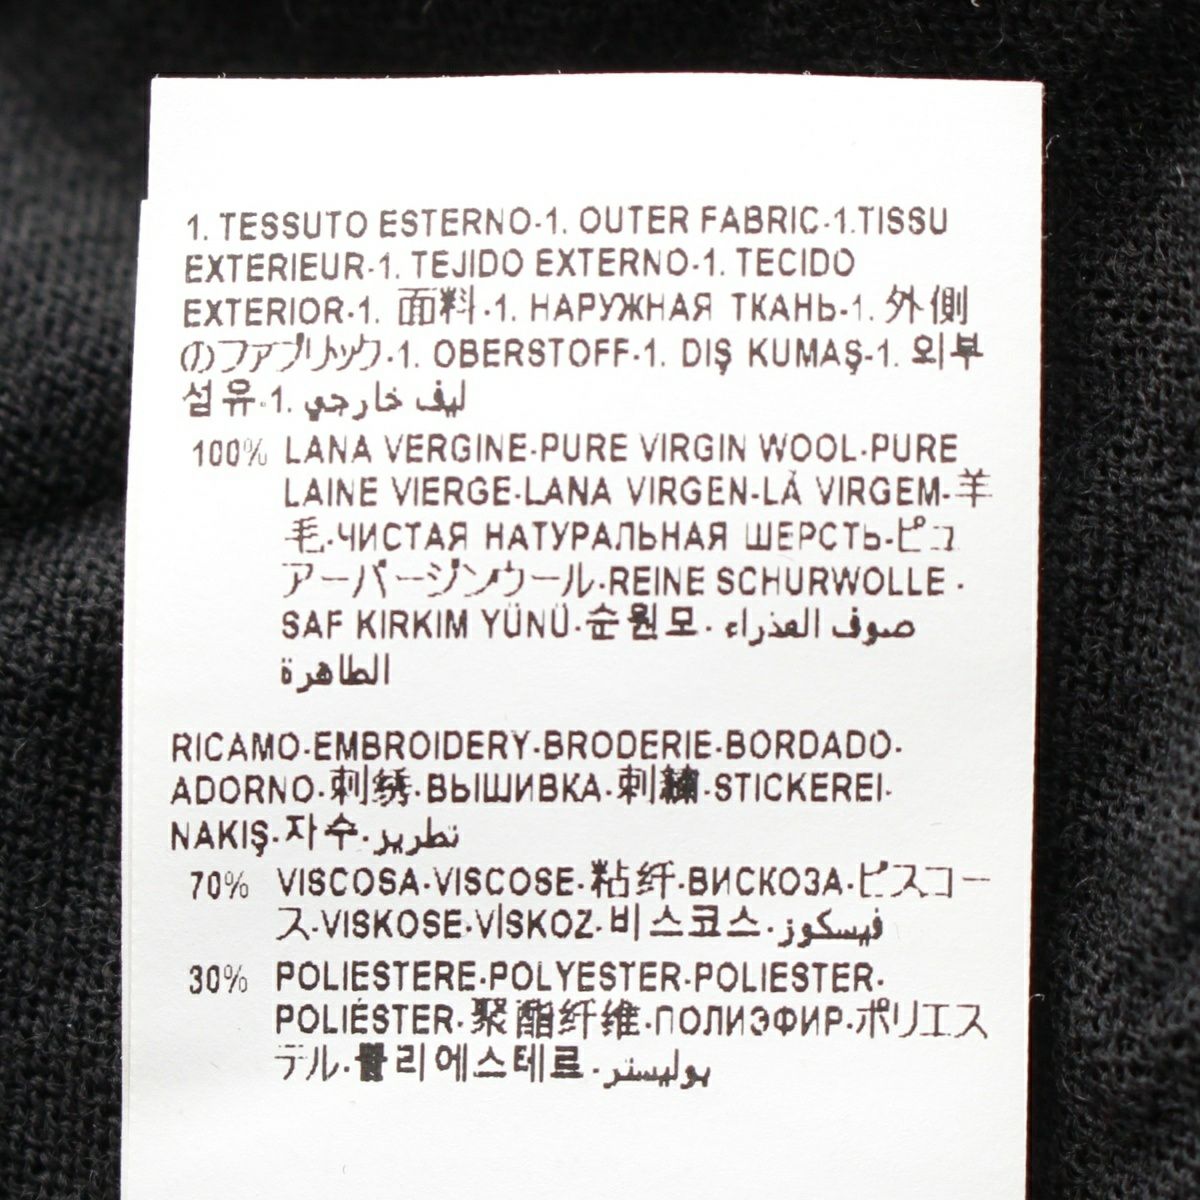 1. TESSUTO ESTERNO-1. OUTER FABRIC-1.TISSU
EXTERIEUR-1. TEJIDO EXTERNO-1. TECIDO
EXTERIOR-1. 面料-1. НАРУЖНАЯ ТКАНЬ-1. 外側
のファブリック-1. OBERSTOFF-1. DIŞ KUMAŞ-1. 외부
섬유-1. ليف خارجي
100% LANA VERGINE-PURE VIRGIN WOOL-PURE
LAINE VIERGE-LANA VIRGEN-LÃ VIRGEM-羊
毛-ЧИСТАЯ НАТУРАЛЬНАЯ ШЕРСТЬ-ピュ
アーバージンウール-REINE SCHURWOLLE -
SAF KIRKIM YÜNÜ-순원모- صوف العذراء
الطاهرة
RICAMO-EMBROIDERY-BRODERIE-BORDADO-
ADORNO-刺绣-ВЫШИВКА-刺繍-STICKEREI-
NAKIŞ-자수-تطريز
70% VISCOSA-VISCOSE-粘纤-ВИСКОЗА-ビスコー
ス-VISKOSE-VİSKOZ-비스코스-فيسكوز
30% POLIESTERE-POLYESTER-POLIESTER-
POLIÉSTER-聚酯纤维-ПОЛИЭФИР-ポリエス
テル-폴리에스테르-بوليستر